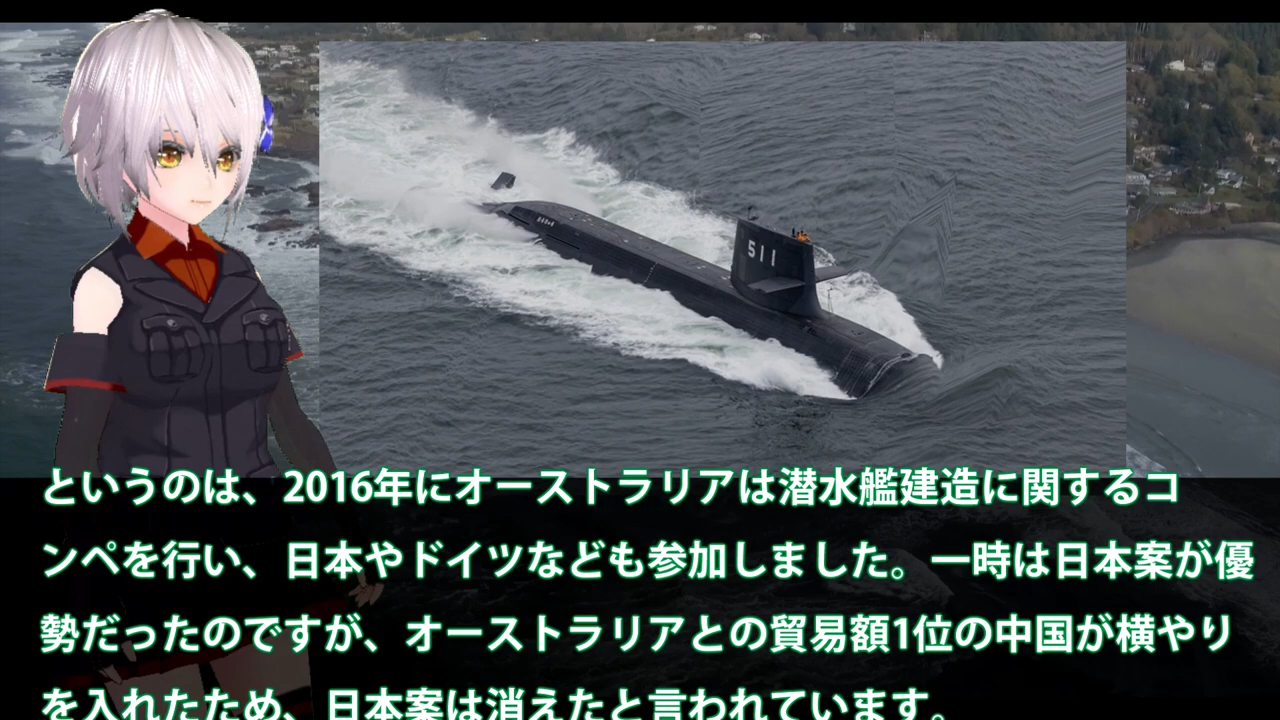 511
というのは、2016年にオーストラリアは潜水艦建造に関するコ
ンペを行い、日本やドイツなども参加しました。一時は日本案が優
勢だったのですが、オーストラリアとの貿易額1位の中国が横やり
を入れたため、日本案は消えたと言われています。